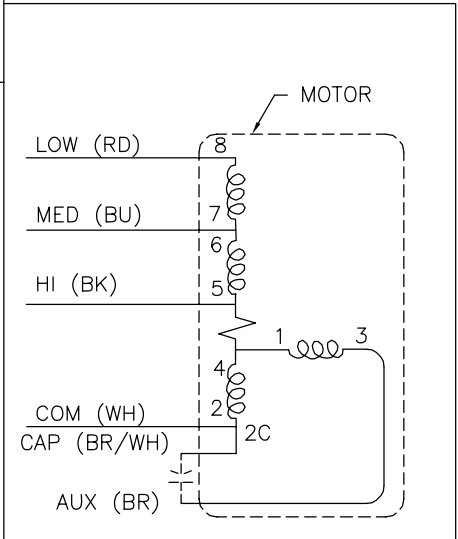 MOTOR
LOW (RD)
8
7
MED (BU)
6
5
HI (BK)
1
3
4
2
COM (WH)
2C
CAP (BR/WH)
AUX (BR)